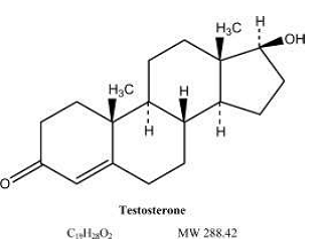 H
H₃C
OH
H₃C
H
H
H
O
Testosterone
C₁₉H₂₈O₂ MW 288.42